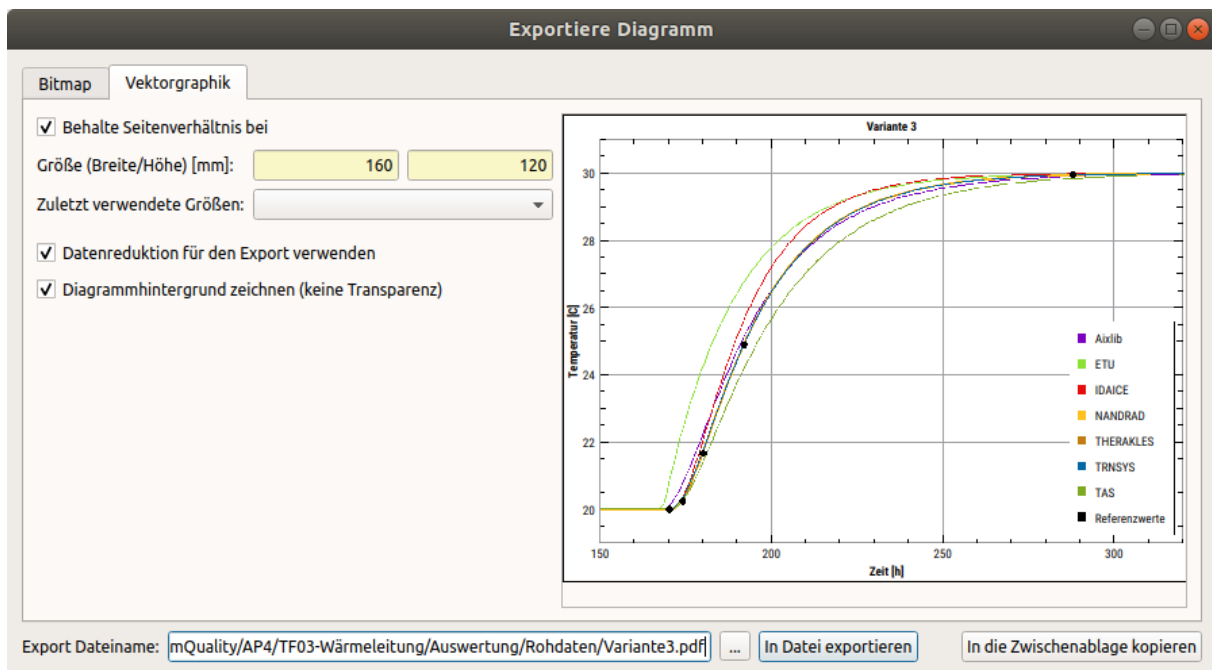 Exportiere Diagramm
Bitmap Vektorgraphik
Behalte Seitenverhältnis bei
Größe (Breite/Höhe) [mm]: 160 120
Zuletzt verwendete Größen:
Datenreduktion für den Export verwenden
Diagrammhintergrund zeichnen (keine Transparenz)
Variante 3
Temperatur [C]
30
28
26
24
22
20
150 200 250 300
Zeit [h]
Aixlib
ETU
IDAICE
NANDRAD
THERAKLES
TRNSYS
TAS
Referenzwerte
Export Dateiname: mQuality/AP4/TF03-Wärmeleitung/Auswertung/Rohdaten/Variante3.pdf ... In Datei exportieren In die Zwischenablage kopieren